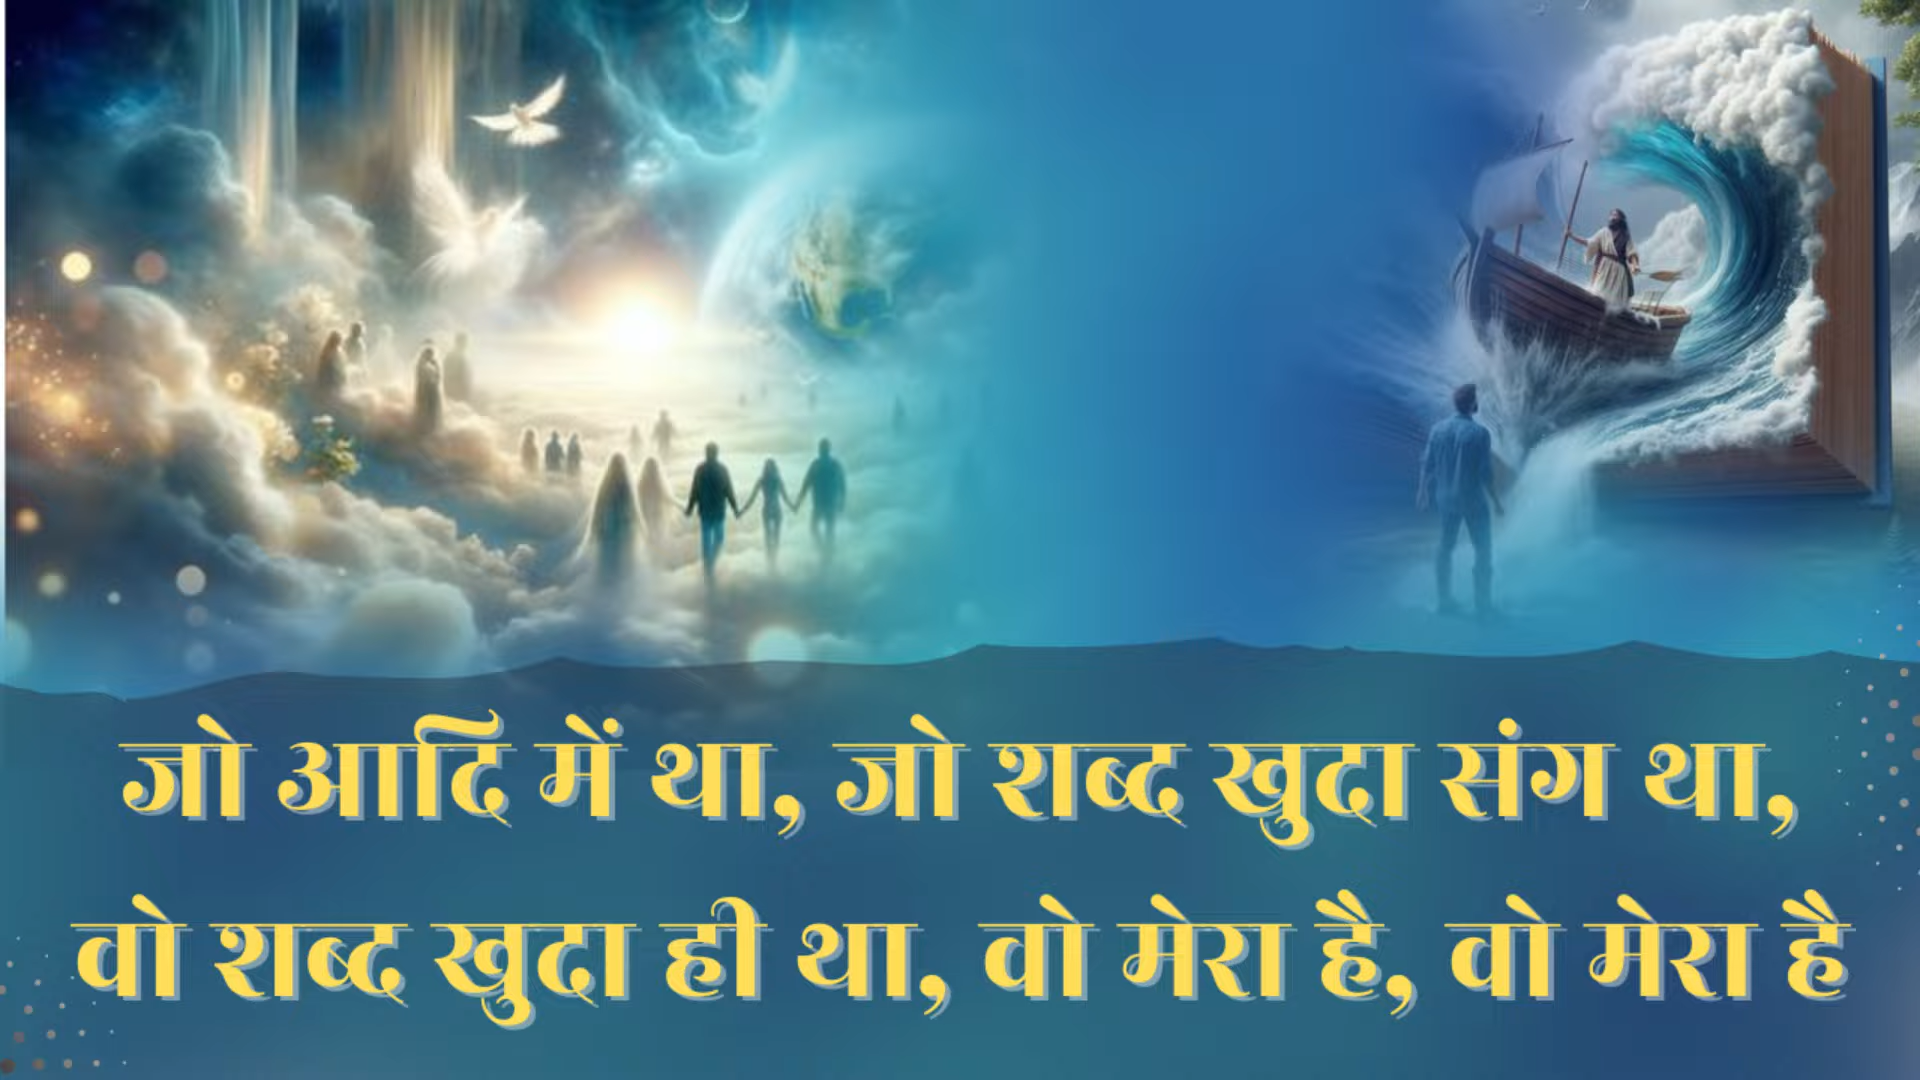 जो आदि में था, जो शब्द खुदा संग था,
वो शब्द खुदा ही था, वो मेरा है, वो मेरा है